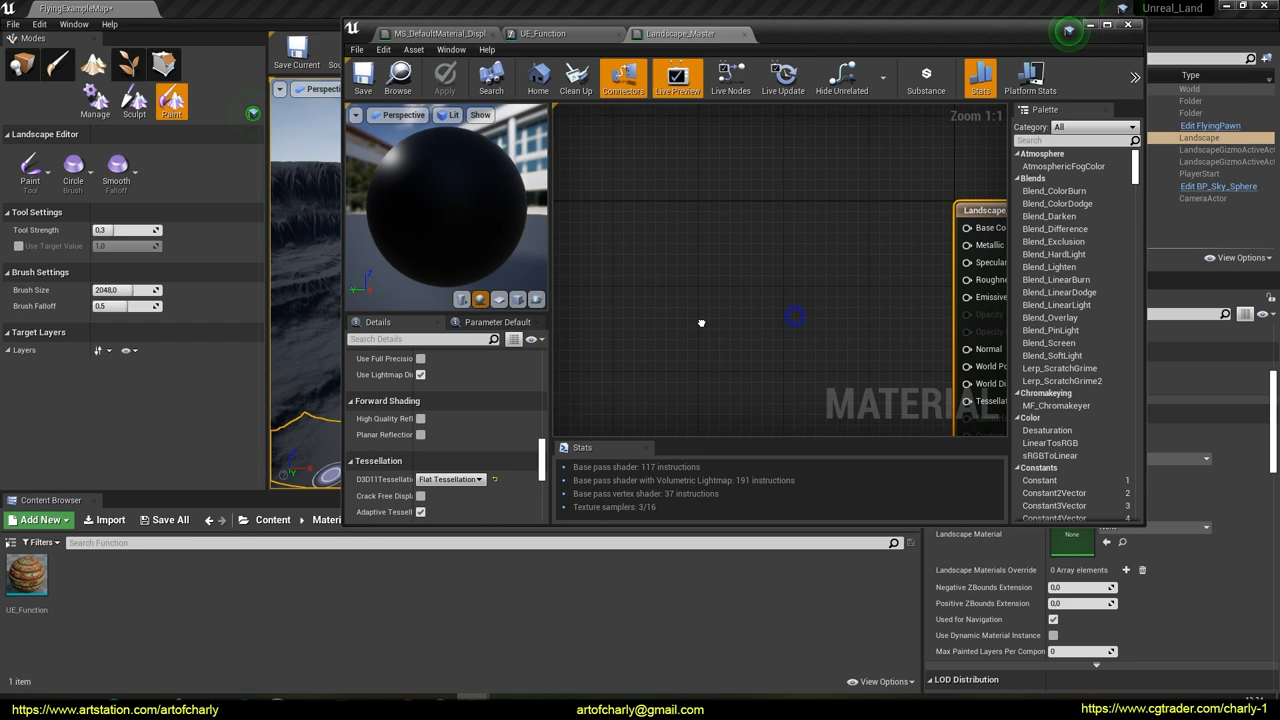 FlyingExampleMap*
Unreal_Land
File Edit Window Help
Modes
MS_DefaultMaterial_Displ
UE_Function
Landscape_Master
File Edit Asset Window Help
Save Current
Save Browse Apply Search Home Clean Up Connectors Live Preview Live Nodes Live Update Hide Unrelated Substance Stats Platform Stats
Manage Sculpt Paint
Perspective Lit Show
Zoom 1:1
Palette
Category: All
Search
Atmosphere
AtmosphericFogColor
Blends
Blend_ColorBurn
Blend_ColorDodge
Blend_Darken
Blend_Difference
Blend_Exclusion
Blend_HardLight
Blend_Lighten
Blend_LinearBurn
Blend_LinearDodge
Blend_LinearLight
Blend_Overlay
Blend_PinLight
Blend_Screen
Blend_SoftLight
Lerp_ScratchGrime
Lerp_ScratchGrime2
Chromakeying
MF_Chromakeyer
Color
Desaturation
LinearTosRGB
sRGBToLinear
Constants
Constant 1
Constant2Vector 2
Constant3Vector 3
Constant4Vector 4
Type
World
Folder
Folder
Edit FlyingPawn
Landscape
LandscapeGizmoActiveAct
LandscapeGizmoActiveAct
PlayerStart
Edit BP_Sky_Sphere
CameraActor
View Options
Landscape Editor
Paint Circle Smooth
Tool Brush Falloff
Tool Settings
Tool Strength 0,3
Use Target Value 1,0
Brush Settings
Brush Size 2048,0
Brush Falloff 0,5
Target Layers
Layers
Perspecti
Details
Parameter Default
Search Details
Use Full Precisio
Use Lightmap Di
Forward Shading
High Quality Refl
Planar Reflection
Tessellation
D3D11Tessellati Flat Tessellation
Crack Free Displ
Adaptive Tessell
Landscape_
Base Co
Metallic
Specula
Roughne
Emissive
Opacity
Opacity
Normal
World Po
World Di
Tessella
MATERIAL
Stats
Base pass shader: 117 instructions
Base pass shader with Volumetric Lightmap: 191 instructions
Base pass vertex shader: 37 instructions
Texture samplers: 3/16
Content Browser
Add New Import Save All Content Materi
Filters Search Function
UE_Function
1 item
View Options
Landscape Material None
Landscape Materials Override 0 Array elements
Negative ZBounds Extension 0,0
Positive ZBounds Extension 0,0
Used for Navigation
Use Dynamic Material Instance
Max Painted Layers Per Compon 0
LOD Distribution
https://www.artstation.com/artofcharly
artofcharly@gmail.com
https://www.cgtrader.com/charly-1